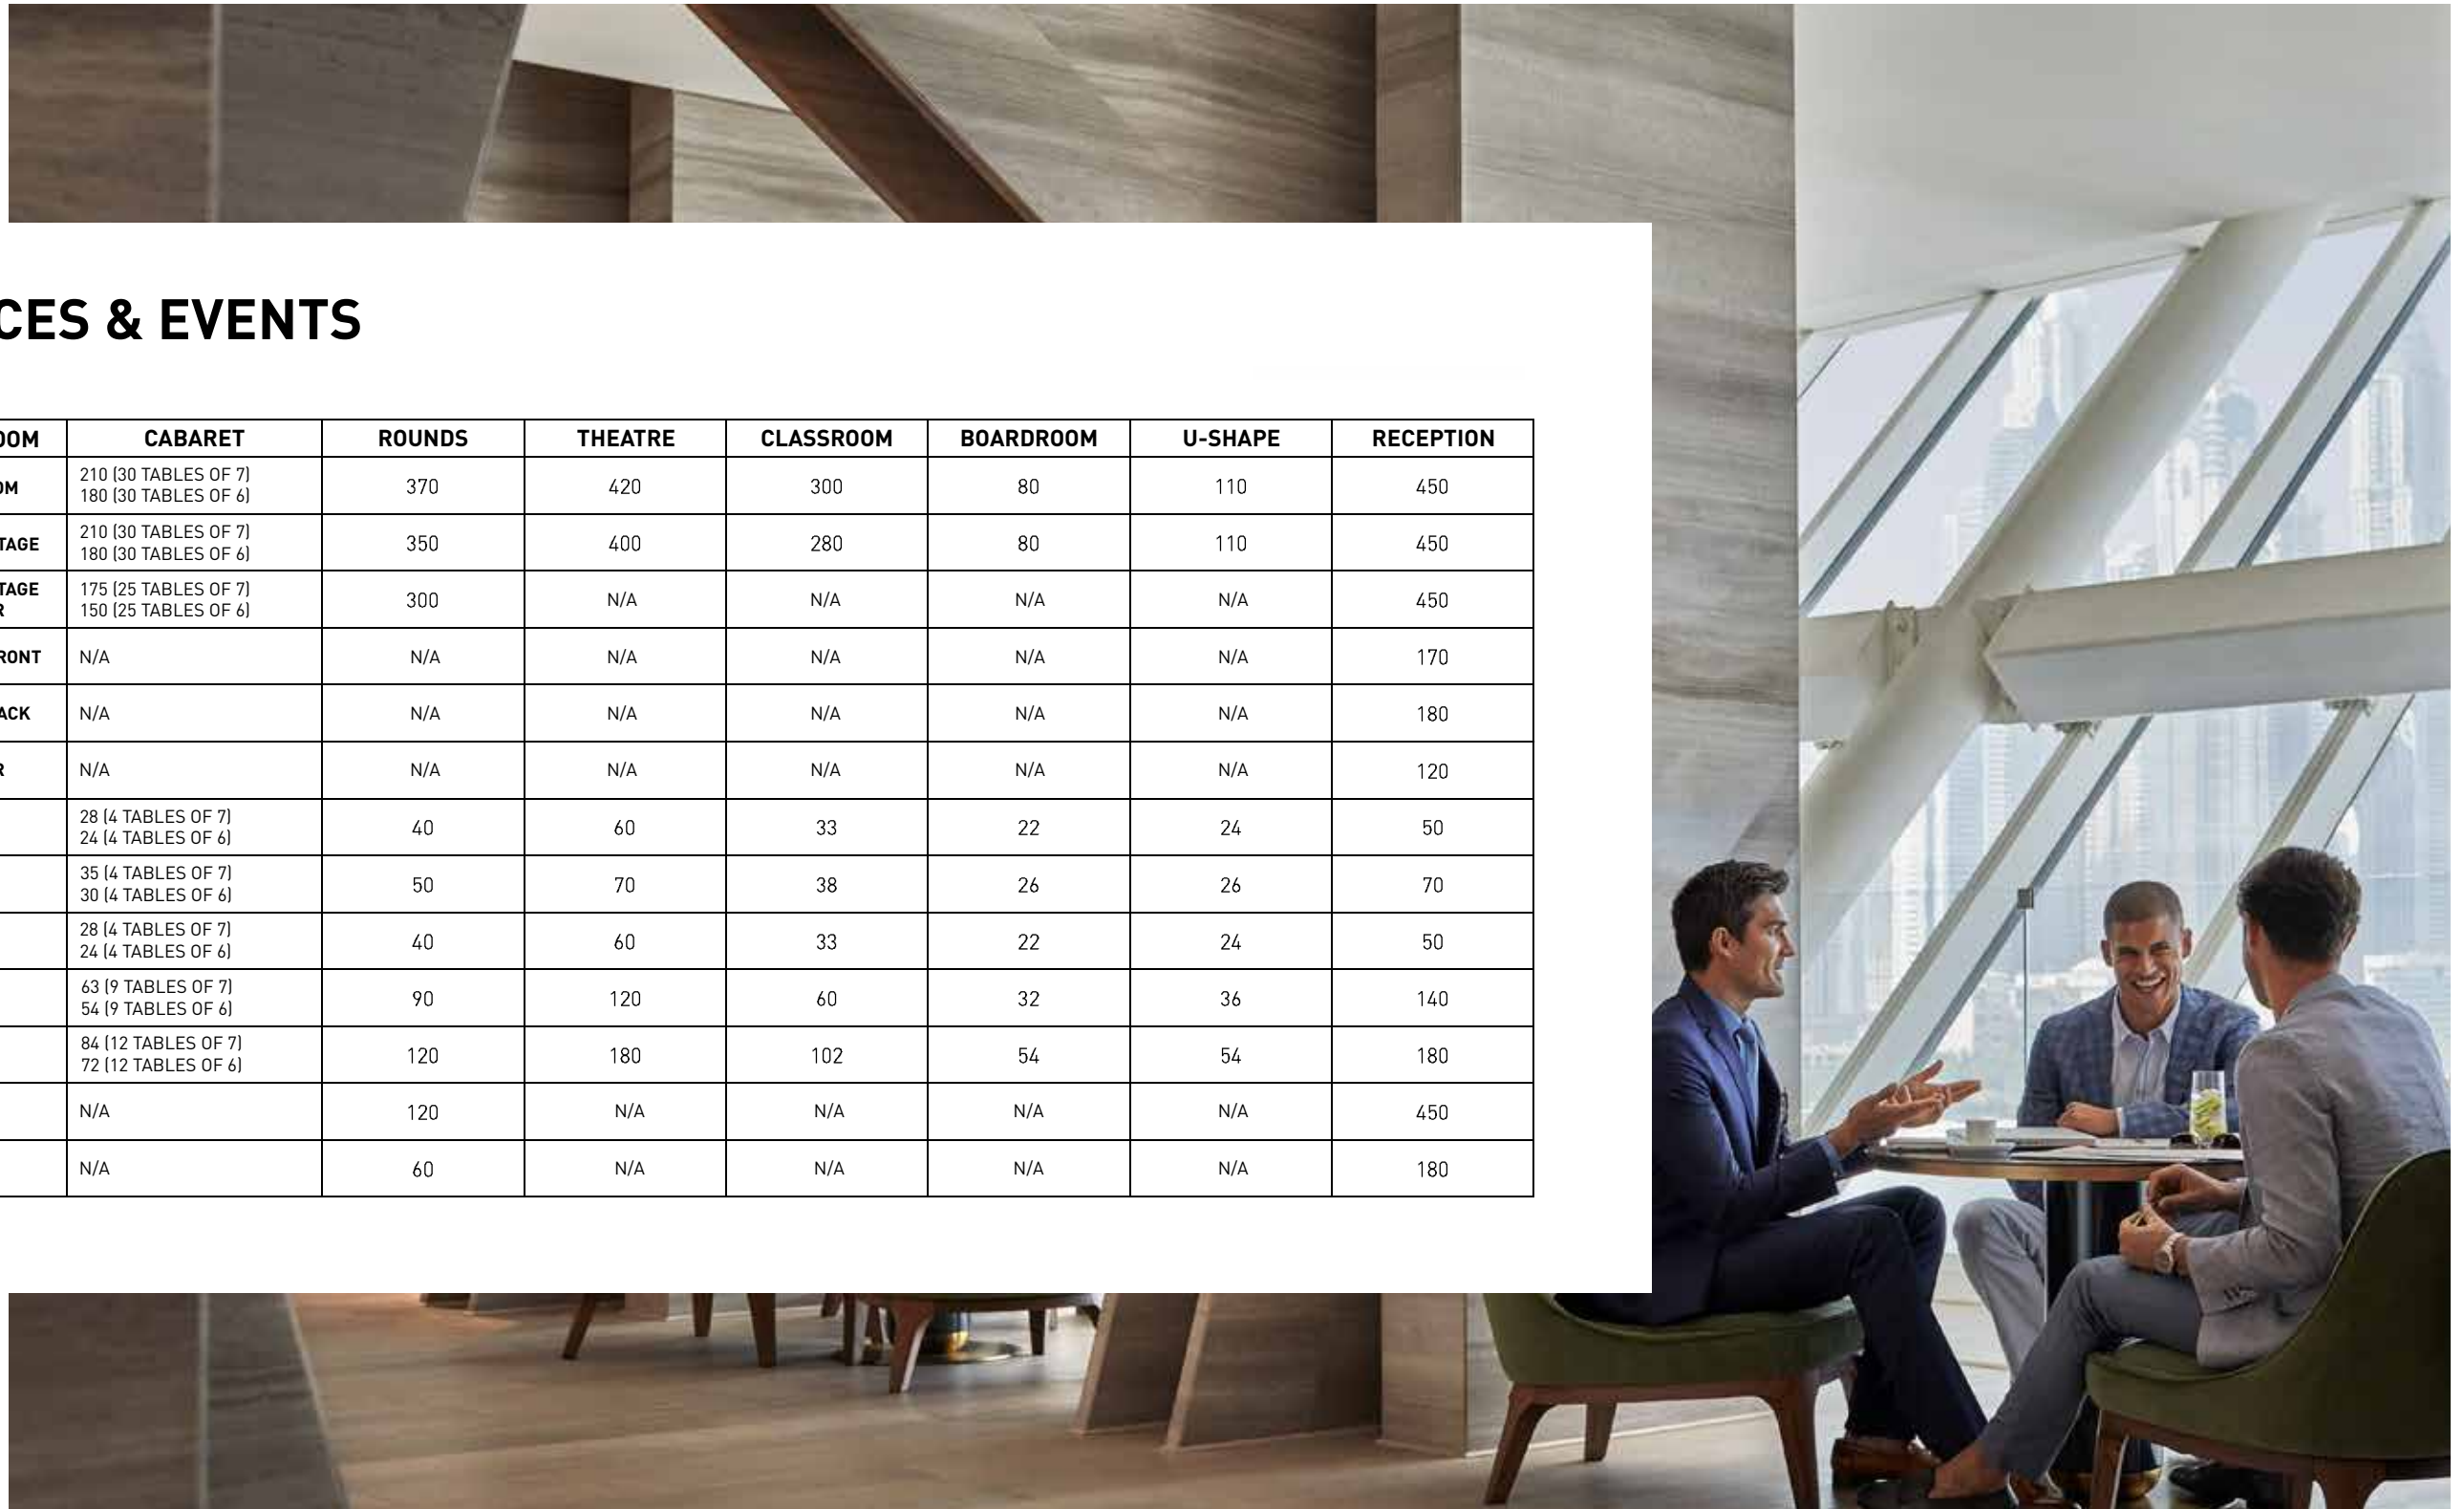 CES & EVENTS
OOM CABARET ROUNDS THEATRE CLASSROOM BOARDROOM U-SHAPE RECEPTION
OM 210 (30 TABLES OF 7) 180 (30 TABLES OF 6) 370 420 300 80 110 450
TAGE 210 (30 TABLES OF 7) 180 (30 TABLES OF 6) 350 400 280 80 110 450
TAGE R 175 (25 TABLES OF 7) 150 (25 TABLES OF 6) 300 N/A N/A N/A N/A 450
RONT N/A N/A N/A N/A N/A N/A 170
ACK N/A N/A N/A N/A N/A N/A 180
R N/A N/A N/A N/A N/A N/A 120
28 (4 TABLES OF 7) 24 (4 TABLES OF 6) 40 60 33 22 24 50
35 (4 TABLES OF 7) 30 (4 TABLES OF 6) 50 70 38 26 26 70
28 (4 TABLES OF 7) 24 (4 TABLES OF 6) 40 60 33 22 24 50
63 (9 TABLES OF 7) 54 (9 TABLES OF 6) 90 120 60 32 36 140
84 (12 TABLES OF 7) 72 (12 TABLES OF 6) 120 180 102 54 54 180
N/A 120 N/A N/A N/A N/A 450
N/A 60 N/A N/A N/A N/A 180